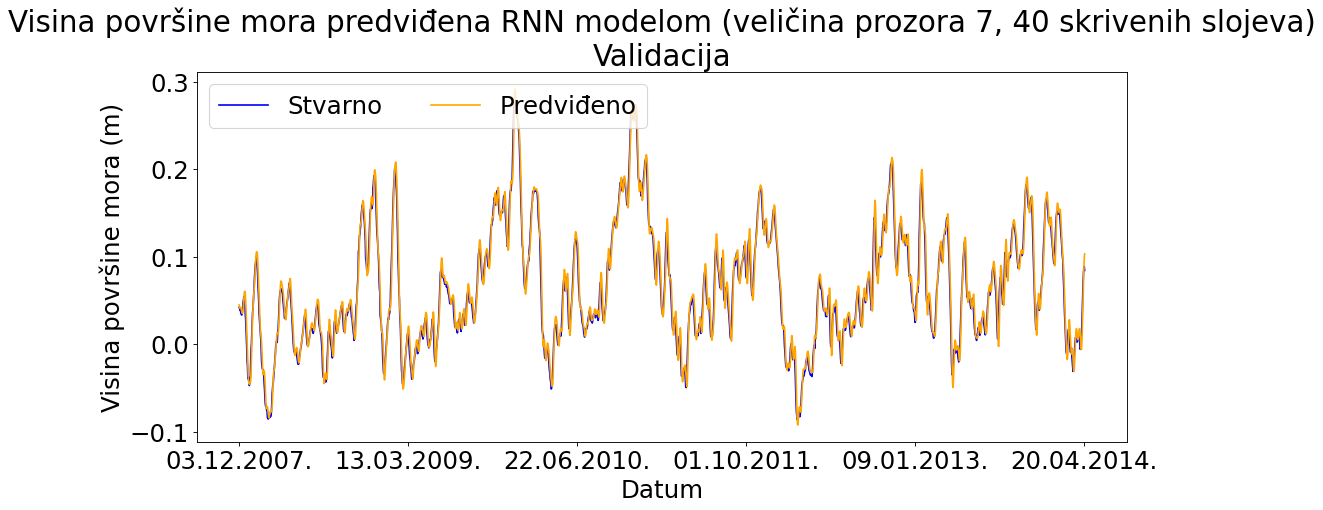 Visina površine mora predviđena RNN modelom (veličina prozora 7, 40 skrivenih slojeva)
Validacija
Stvarno Predviđeno
Visina površine mora (m)
0.3
0.2
0.1
0.0
−0.1
03.12.2007. 13.03.2009. 22.06.2010. 01.10.2011. 09.01.2013. 20.04.2014.
Datum